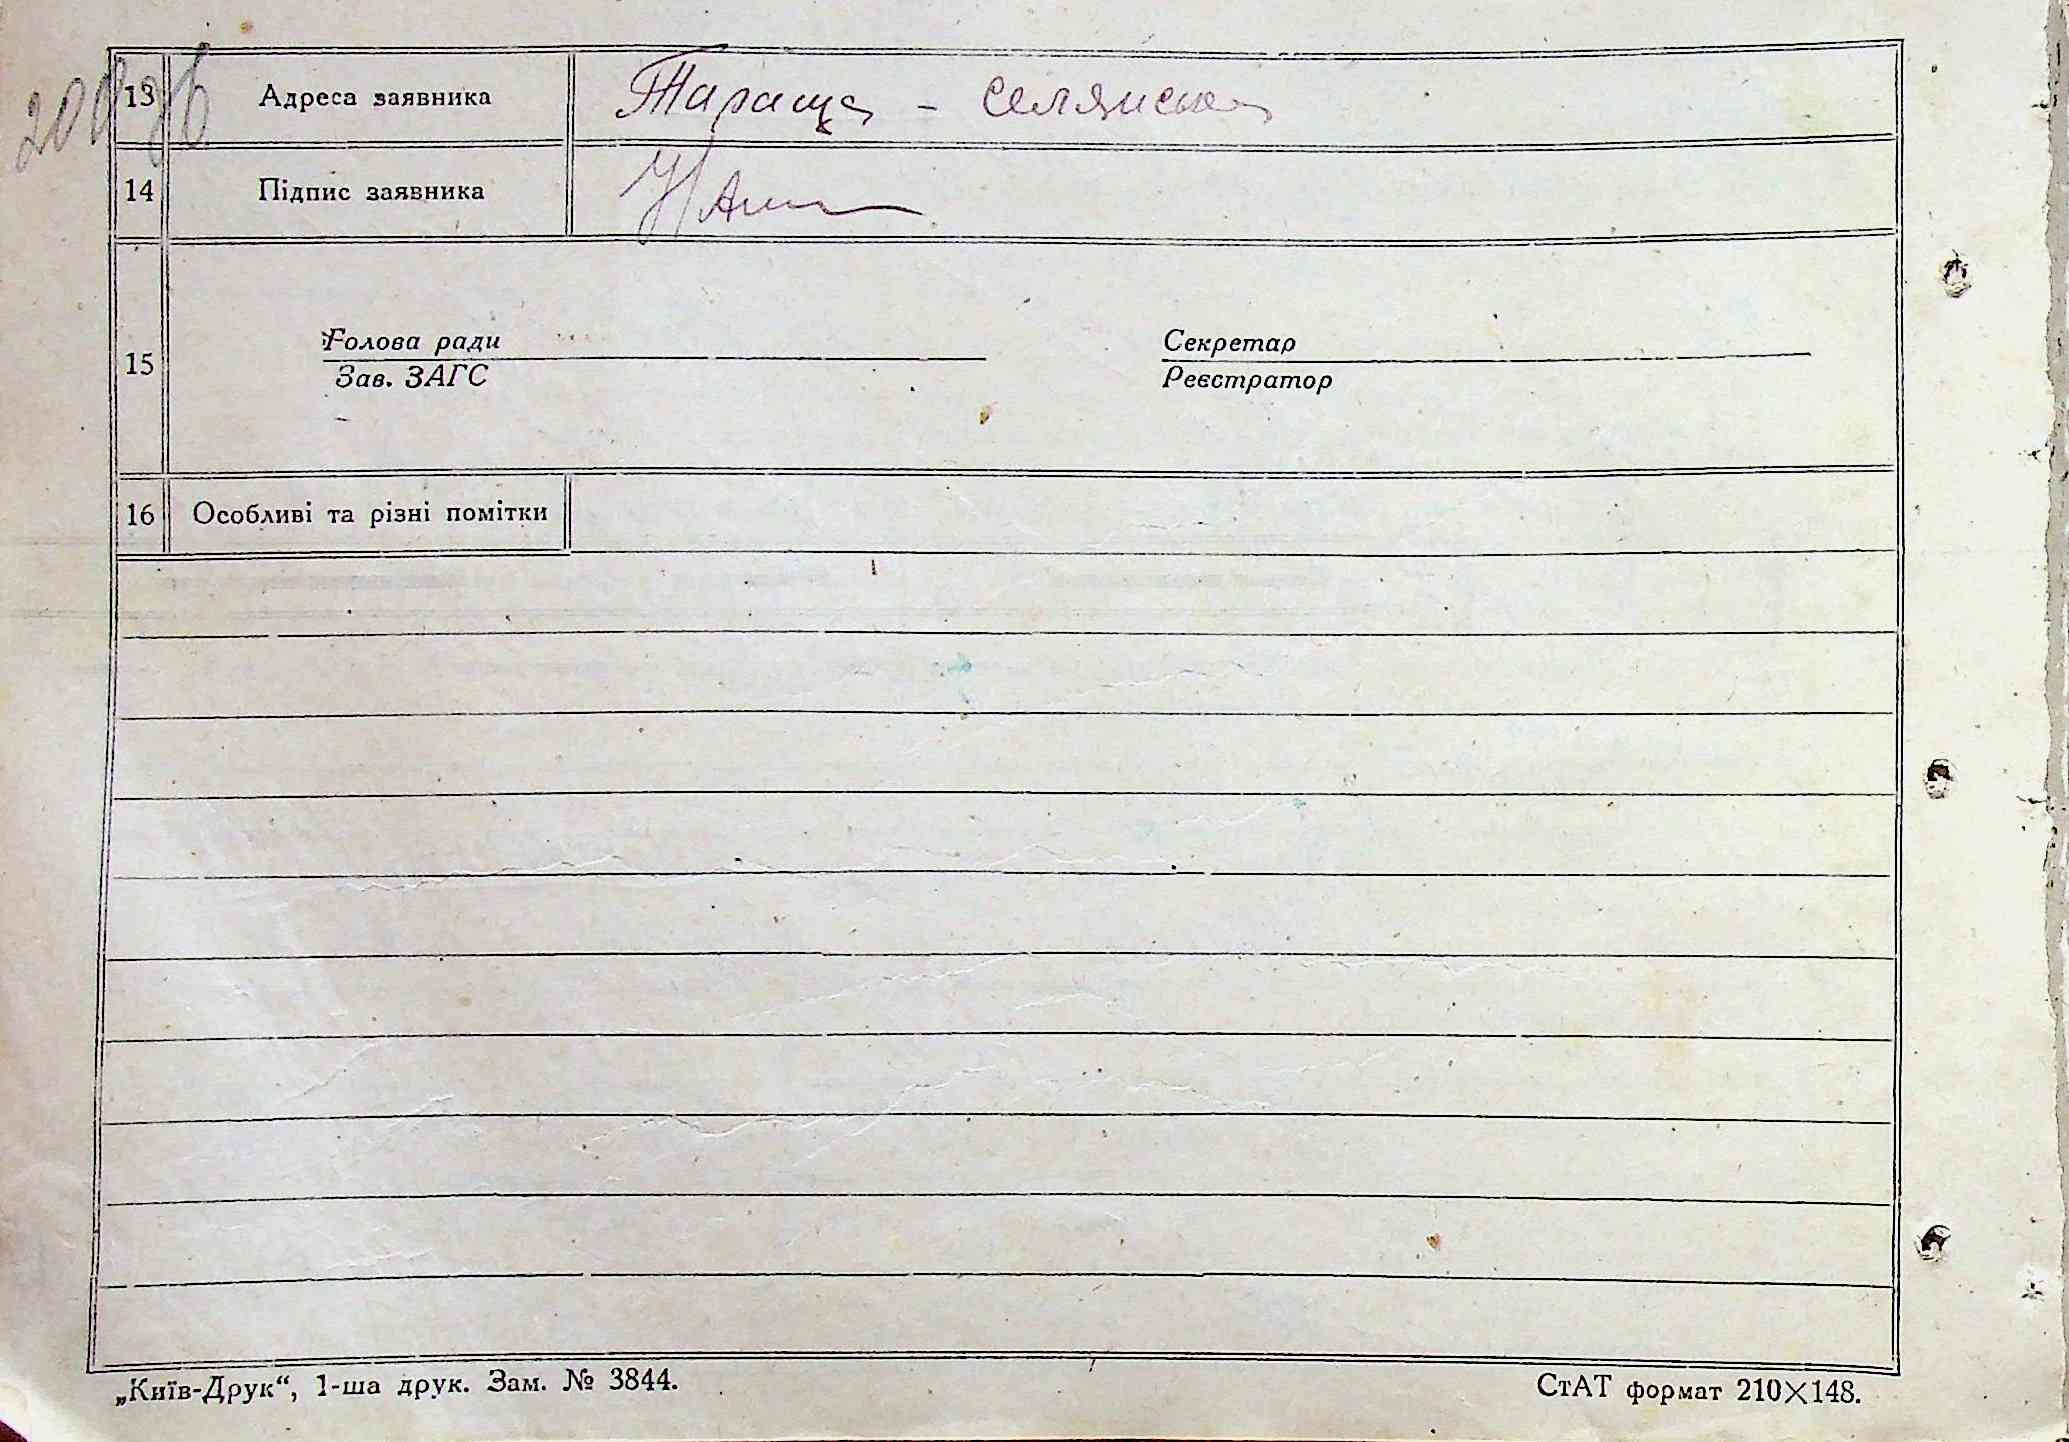 13 Адреса заявника Тараща - Селянська
14 Підпис заявника
15
Голова ради Секретар
Зав. ЗАГС Реєстратор
16 Особливі та різні помітки
„Київ-Друк“, 1-ша друк. Зам. № 3844. СтАТ формат 210×148.